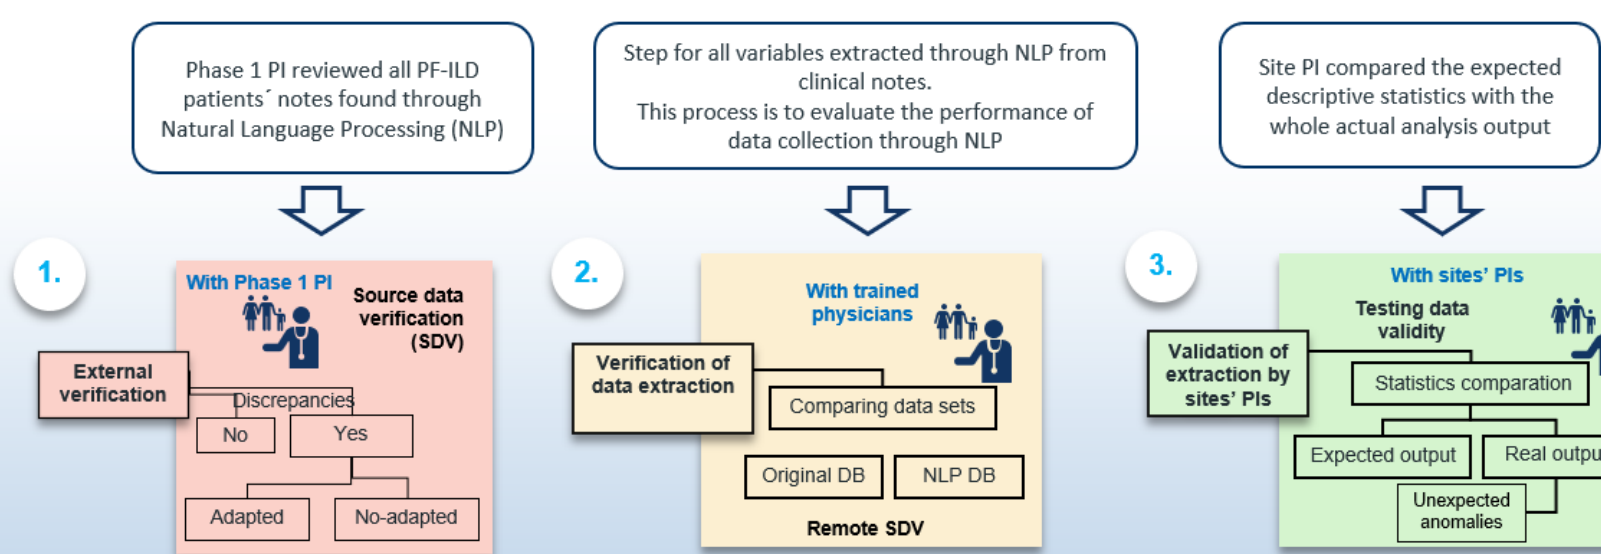 Phase 1 PI reviewed all PF-ILD
patients´ notes found through
Natural Language Processing (NLP)
Step for all variables extracted through NLP from
clinical notes.
This process is to evaluate the performance of
data collection through NLP
Site PI compared the expected
descriptive statistics with the
whole actual analysis output
1.
With Phase 1 PI
Source data
verification
(SDV)
External
verification
Discrepancies
No
Yes
Adapted
No-adapted
2.
With trained
physicians
Verification of
data extraction
Comparing data sets
Original DB
NLP DB
Remote SDV
3.
With sites’ PIs
Testing data
validity
Validation of
extraction by
sites’ PIs
Statistics comparation
Expected output
Real outpu
Unexpected
anomalies